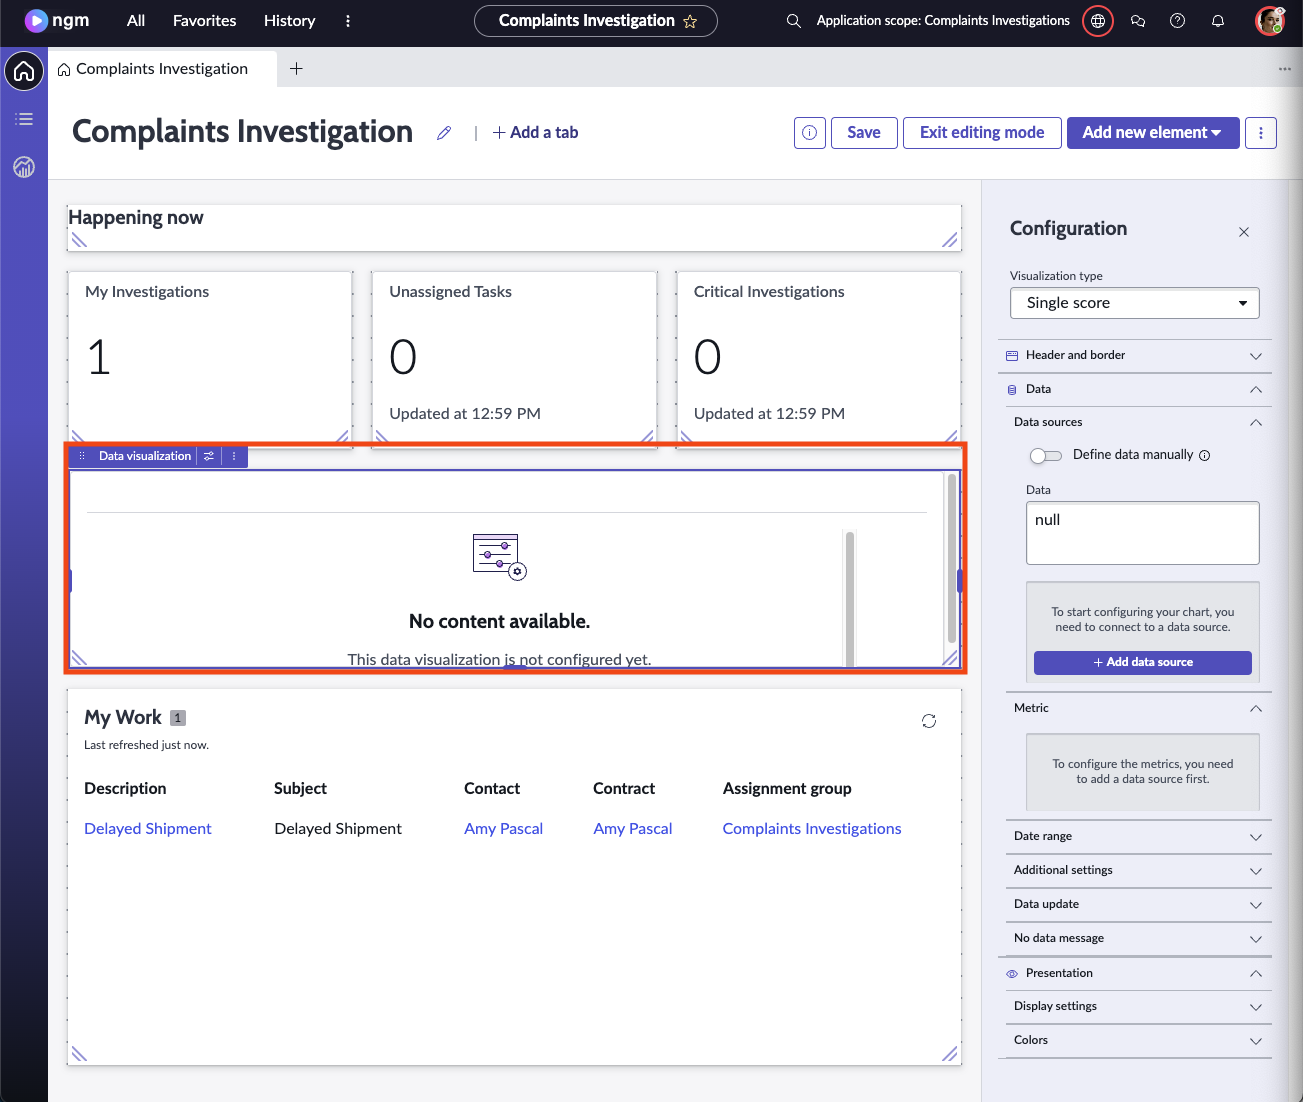 ngm
All
Favorites
History
Complaints Investigation
Application scope: Complaints Investigations
Complaints Investigation
Complaints Investigation
Add a tab
Save
Exit editing mode
Add new element
Happening now
My Investigations
1
Unassigned Tasks
0
Updated at 12:59 PM
Critical Investigations
0
Updated at 12:59 PM
Data visualization
No content available.
This data visualization is not configured yet.
My Work 1
Last refreshed just now.
Description Subject Contact Contract Assignment group
Delayed Shipment Delayed Shipment Amy Pascal Amy Pascal Complaints Investigations
Configuration
Visualization type
Single score
Header and border
Data
Data sources
Define data manually
Data
null
To start configuring your chart, you
need to connect to a data source.
+ Add data source
Metric
To configure the metrics, you need
to add a data source first.
Date range
Additional settings
Data update
No data message
Presentation
Display settings
Colors